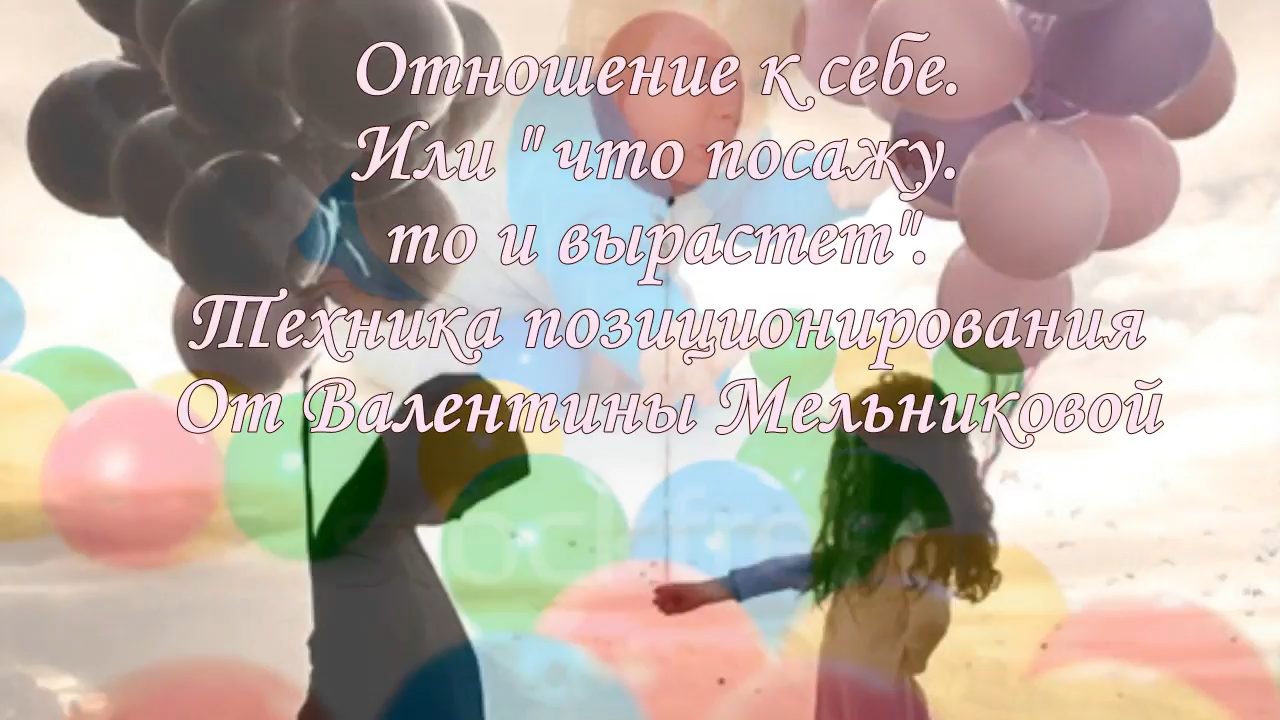 Отношение к себе.
Или "что посажу.
то и вырастет".
Техника позиционирования
От Валентины Мельниковой